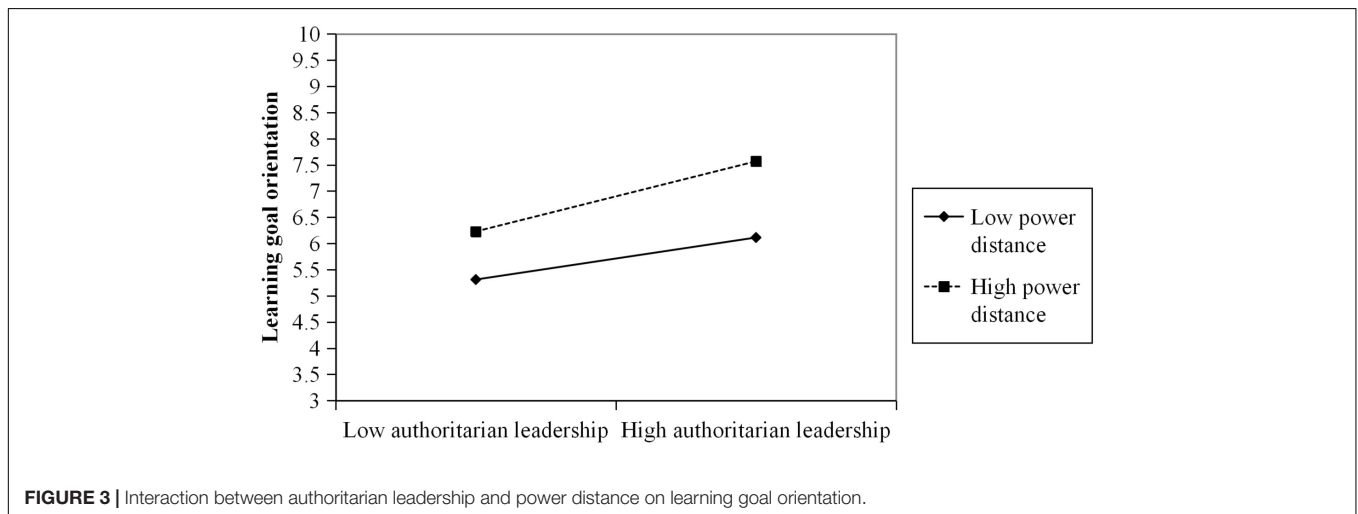 10
9.5
9
8.5
8
7.5
7
6.5
6
5.5
5
4.5
4
3.5
3
Learning goal orientation
Low authoritarian leadership High authoritarian leadership
Low power
distance
High power
distance
FIGURE 3 | Interaction between authoritarian leadership and power distance on learning goal orientation.